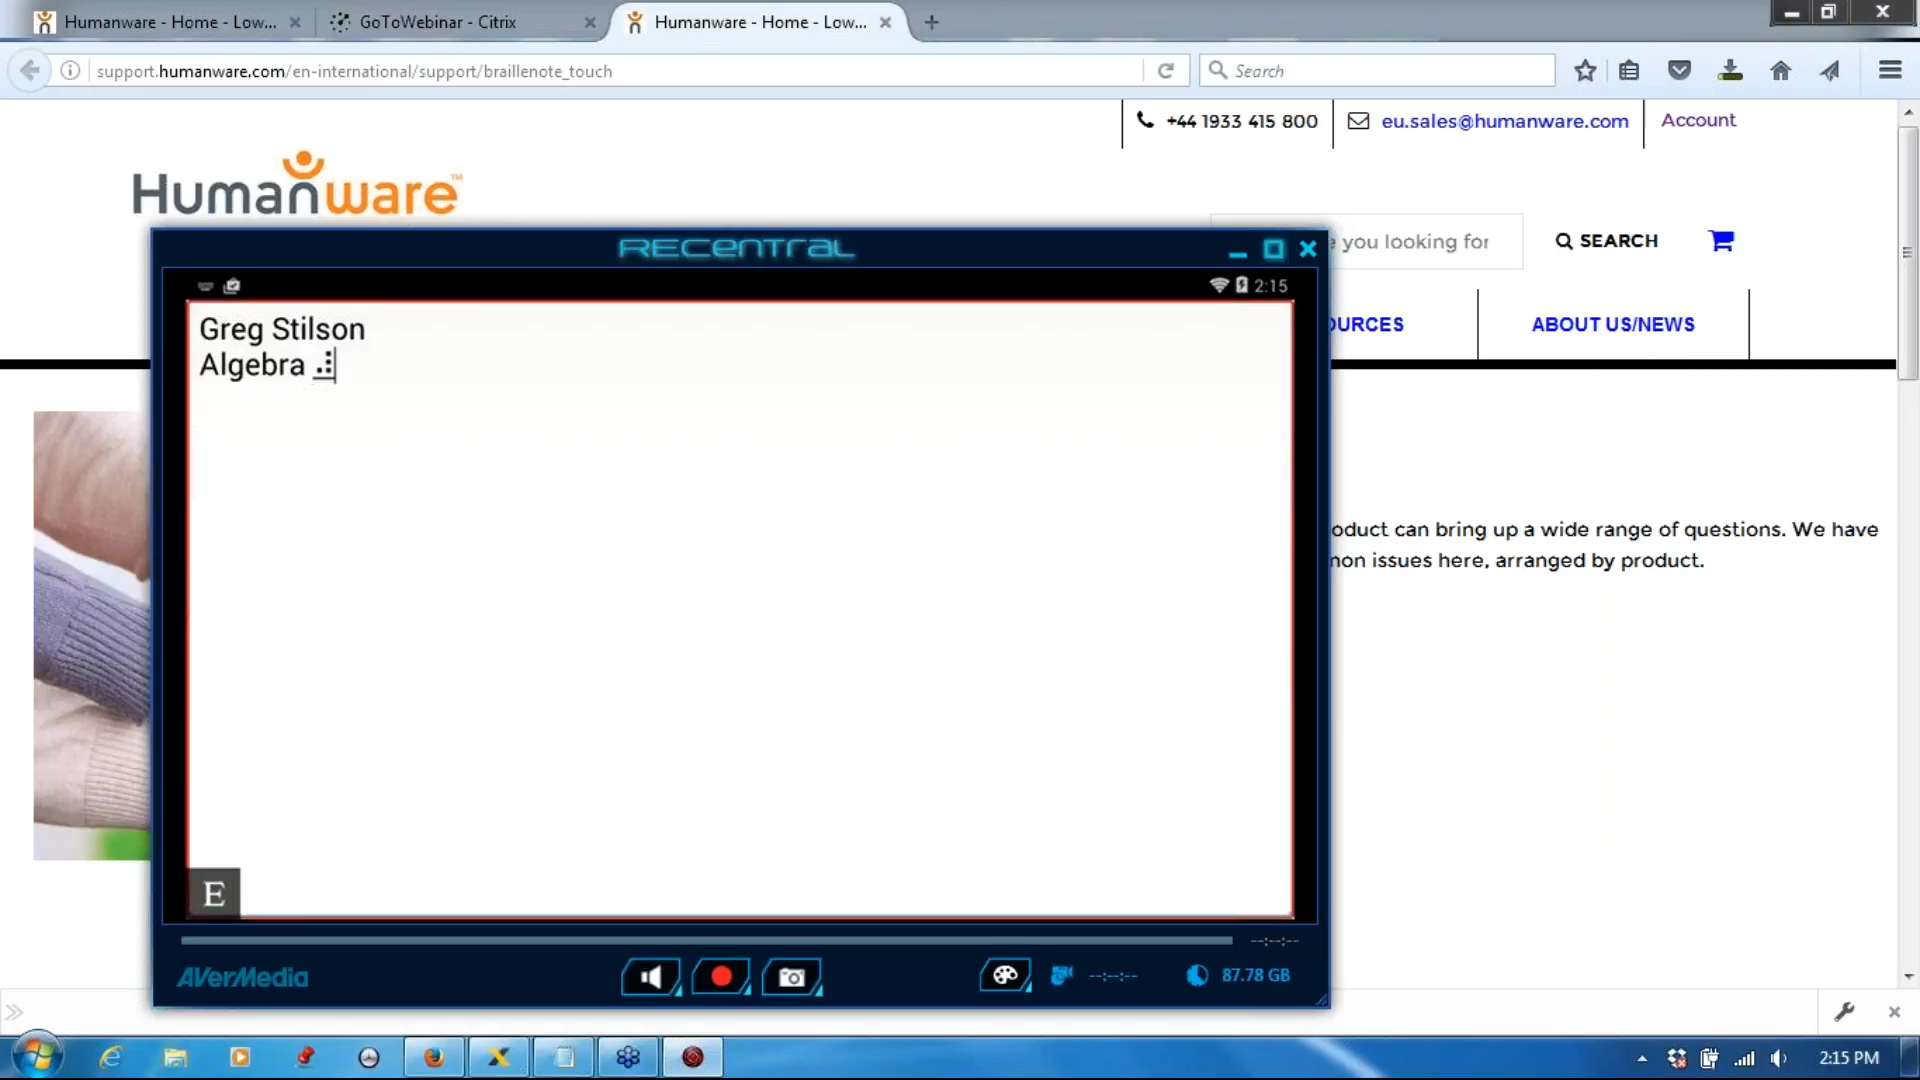 Humanware - Home - Low...
GoToWebinar - Citrix
Humanware - Home - Low...
support.humanware.com/en-international/support/braillenote_touch
Search
+44 1933 415 800
eu.sales@humanware.com
Account
Humanware™
RECentral
e you looking for
SEARCH
2:15
Greg Stilson
Algebra ⠼
OURCES
ABOUT US/NEWS
oduct can bring up a wide range of questions. We have
mon issues here, arranged by product.
E
--:--:--
AVerMedia
--:--:--
87.78 GB
2:15 PM